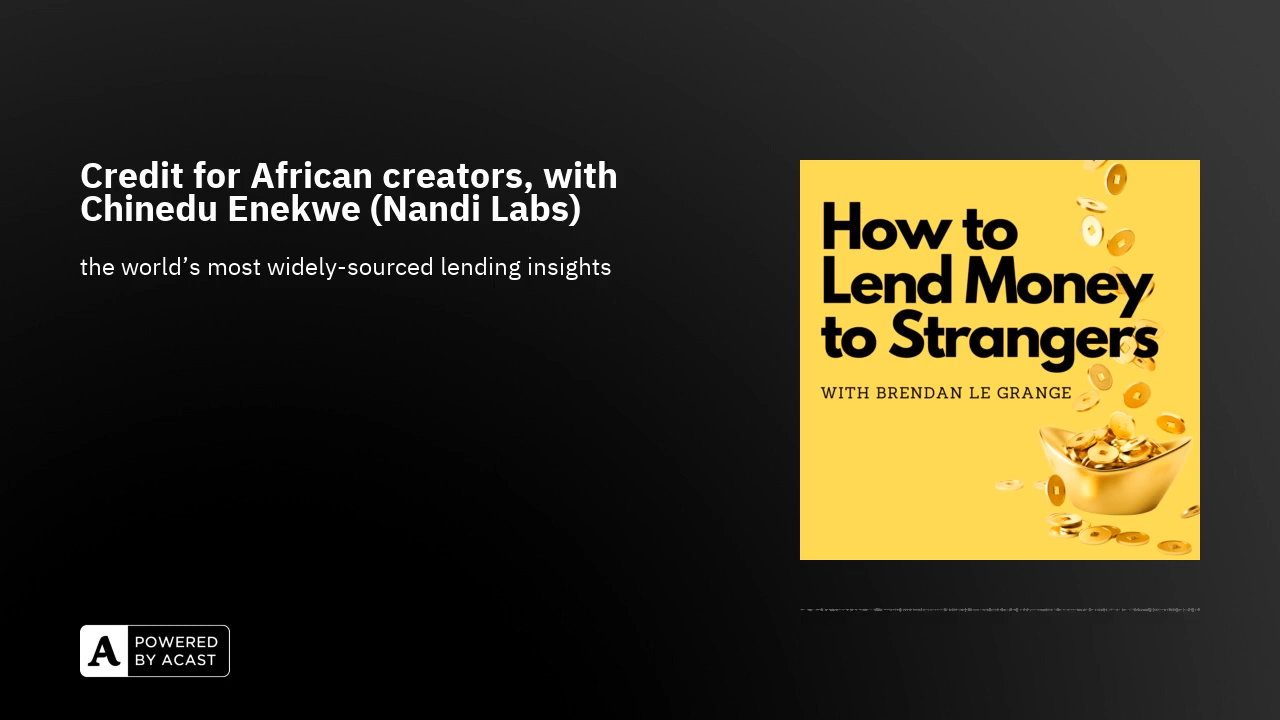 Credit for African creators, with
Chinedu Enekwe (Nandi Labs)
the world’s most widely-sourced lending insights
How to
Lend Money
to Strangers
WITH BRENDAN LE GRANGE
A POWERED
BY ACAST